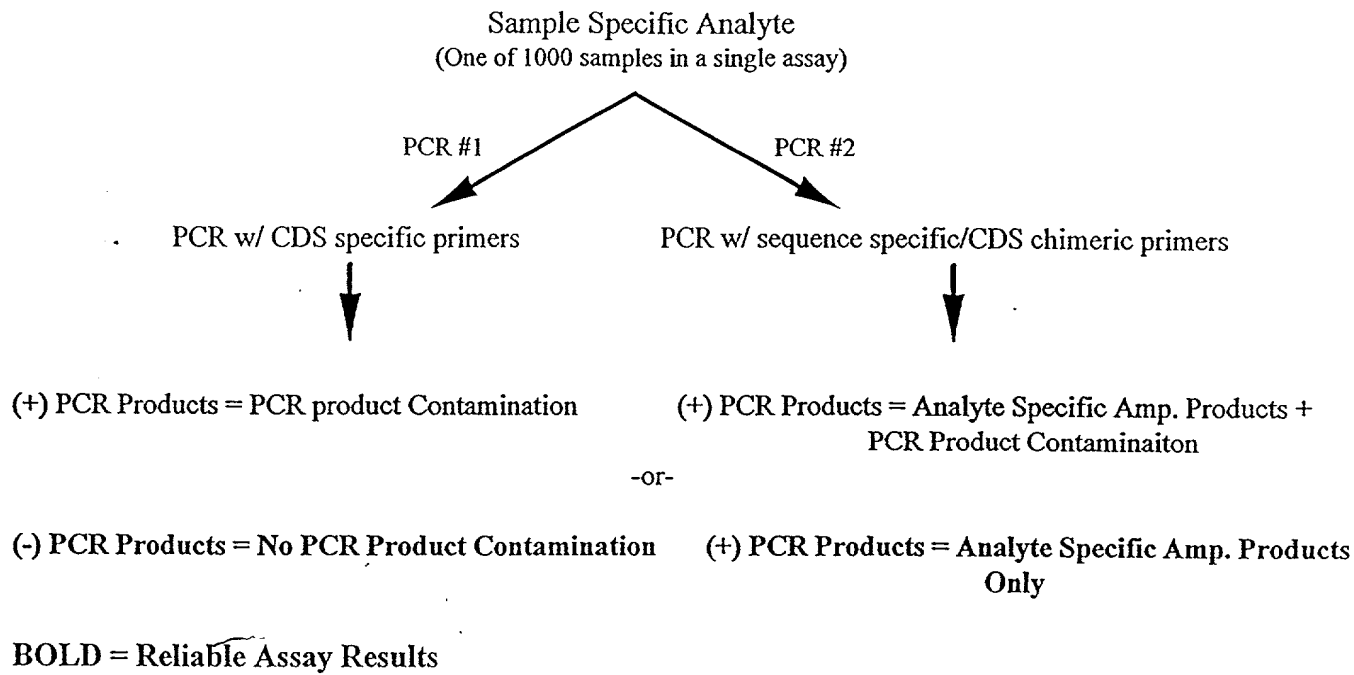 Sample Specific Analyte
(One of 1000 samples in a single assay)
PCR #1
PCR #2
PCR w/ CDS specific primers
PCR w/ sequence specific/CDS chimeric primers
(+) PCR Products = PCR product Contamination
(+) PCR Products = Analyte Specific Amp. Products +
PCR Product Contaminaiton
-or-
(-) PCR Products = No PCR Product Contamination
(+) PCR Products = Analyte Specific Amp. Products
Only
BOLD = Reliable Assay Results